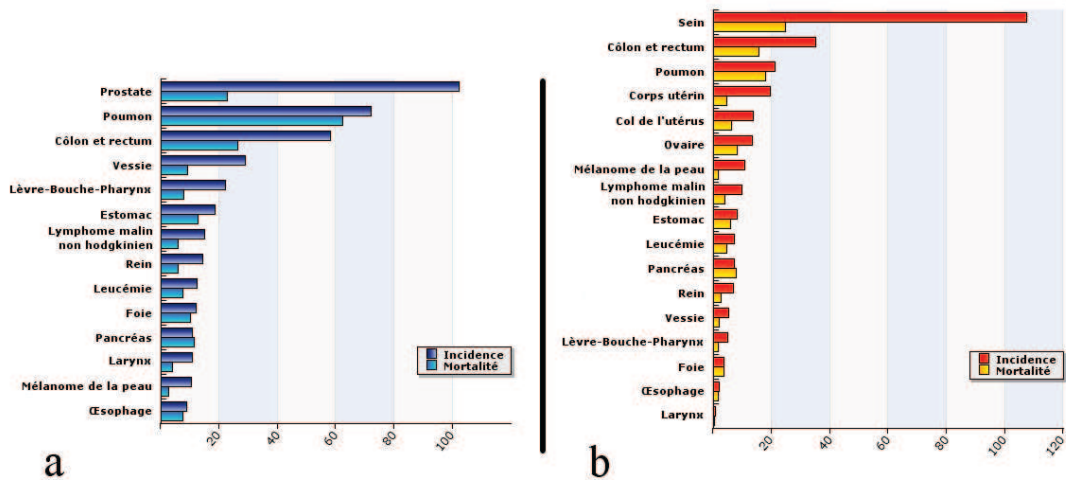 Prostate
Poumon
Côlon et rectum
Vessie
Lèvre-Bouche-Pharynx
Estomac
Lymphome malin
non hodgkinien
Rein
Leucémie
Foie
Pancréas
Larynx
Mélanome de la peau
Œsophage
Incidence
Mortalité
20
40
60
80
100
a
Sein
Côlon et rectum
Poumon
Corps utérin
Col de l'utérus
Ovaire
Mélanome de la peau
Lymphome malin
non hodgkinien
Estomac
Leucémie
Pancréas
Rein
Vessie
Lèvre-Bouche-Pharynx
Foie
Œsophage
Larynx
Incidence
Mortalité
20
40
60
80
100
120
b